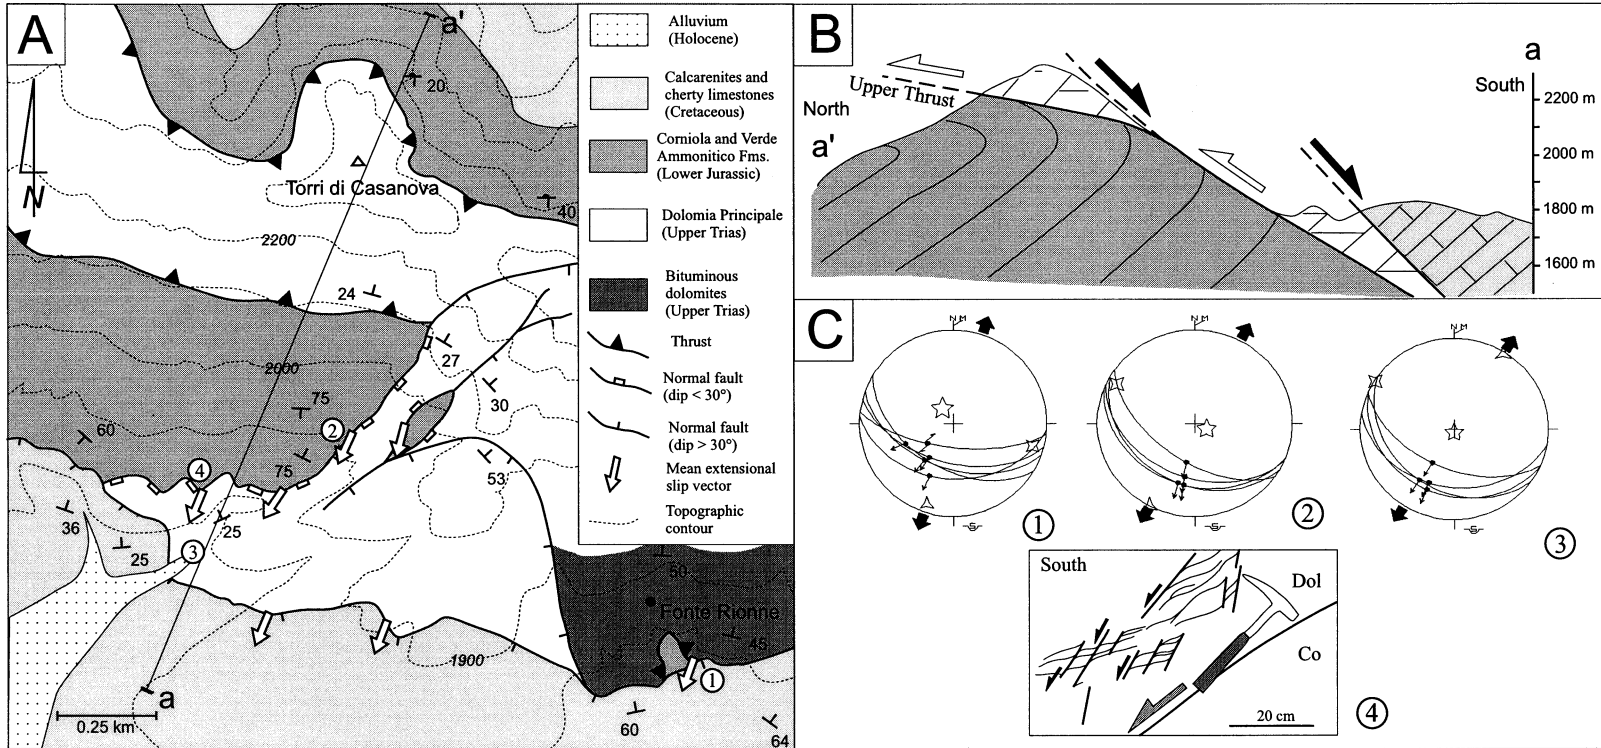 A
a'
20
Torri di Casanova
40
N
2200
24
27
2000
30
75
2
60
75
4
53
36
25
25
3
50
Fonte Rionne
45
1900
1
a
60
0.25 km
64
Alluvium
(Holocene)
Calcarenites and
cherty limestones
(Cretaceous)
Corniola and Verde
Ammonitico Fms.
(Lower Jurassic)
Dolomia Principale
(Upper Trias)
Bituminous
dolomites
(Upper Trias)
Thrust
Normal fault
(dip < 30°)
Normal fault
(dip > 30°)
Mean extensional
slip vector
Topographic
contour
B
a
Upper Thrust
South
North
a'
2200 m
2000 m
1800 m
1600 m
C
N M
N M
N M
S
S
S
1
2
3
South
Dol
Co
20 cm
4